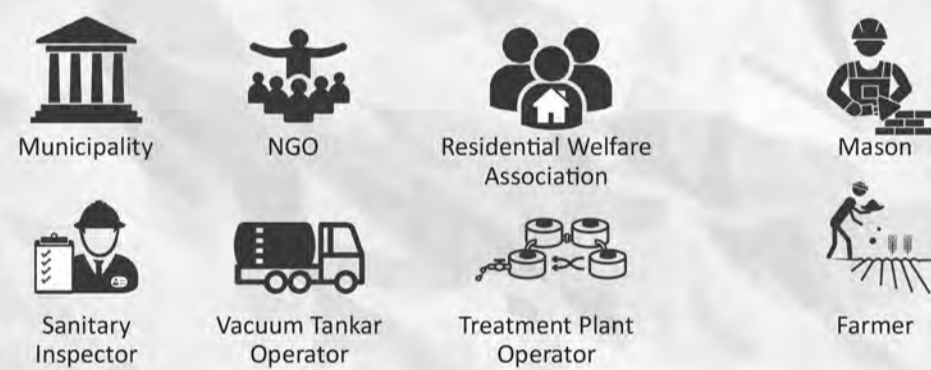 Municipality
NGO
Residential Welfare
Association
Mason
Sanitary
Inspector
Vacuum Tankar
Operator
Treatment Plant
Operator
Farmer